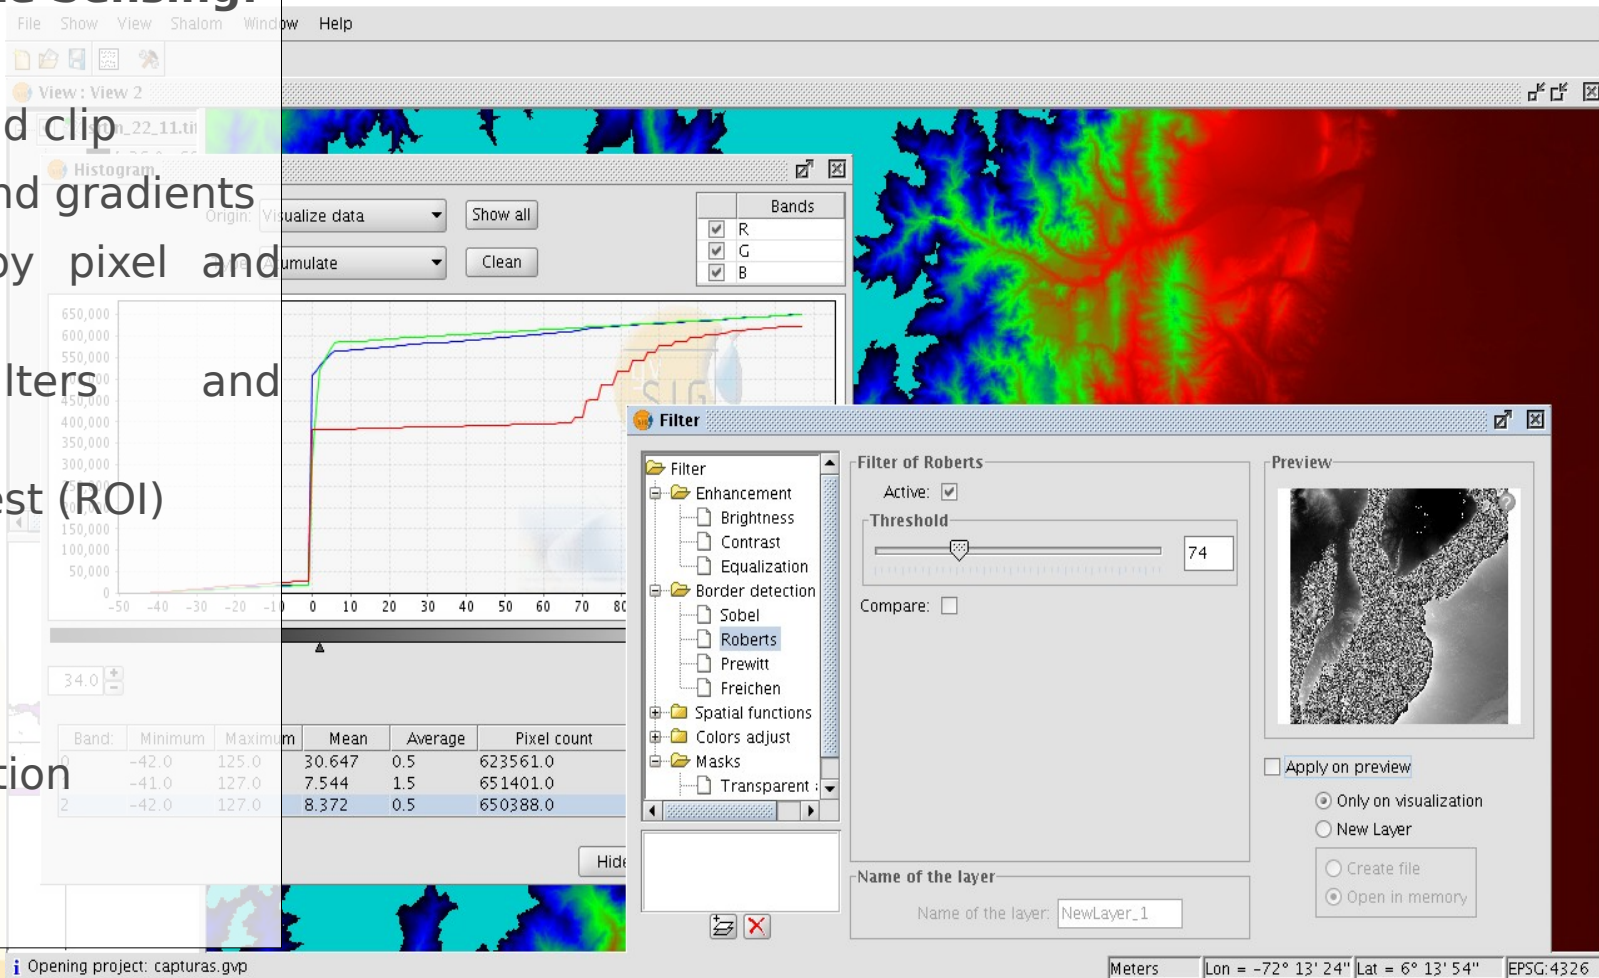 e Sensing:
File Show View Shalom Window Help
View : View 2
d clip
_22_11.tif
Histogram
nd gradients
Origin: Visualize data
Show all
Bands
R
G
B
by pixel and
umulate
Clean
lters and
est (ROI)
tion
650,000
600,000
550,000
450,000
400,000
350,000
300,000
150,000
100,000
50,000
0
-50 -40 -30 -20 -10 0 10 20 30 40 50 60 70 80
SIG
34.0
Band: Minimum Maximum Mean Average Pixel count
0 -42.0 125.0 30.647 0.5 623561.0
-41.0 127.0 7.544 1.5 651401.0
2 -42.0 127.0 8.372 0.5 650388.0
Hide
Filter
Filter
Enhancement
Brightness
Contrast
Equalization
Border detection
Sobel
Roberts
Prewitt
Freichen
Spatial functions
Colors adjust
Masks
Transparent
Filter of Roberts
Active:
Threshold
74
Compare:
Name of the layer
Name of the layer: NewLayer_1
Preview
Apply on preview
Only on visualization
New Layer
Create file
Open in memory
Opening project: capturas.gvp
Meters Lon = -72° 13' 24" Lat = 6° 13' 54" EPSG:4326